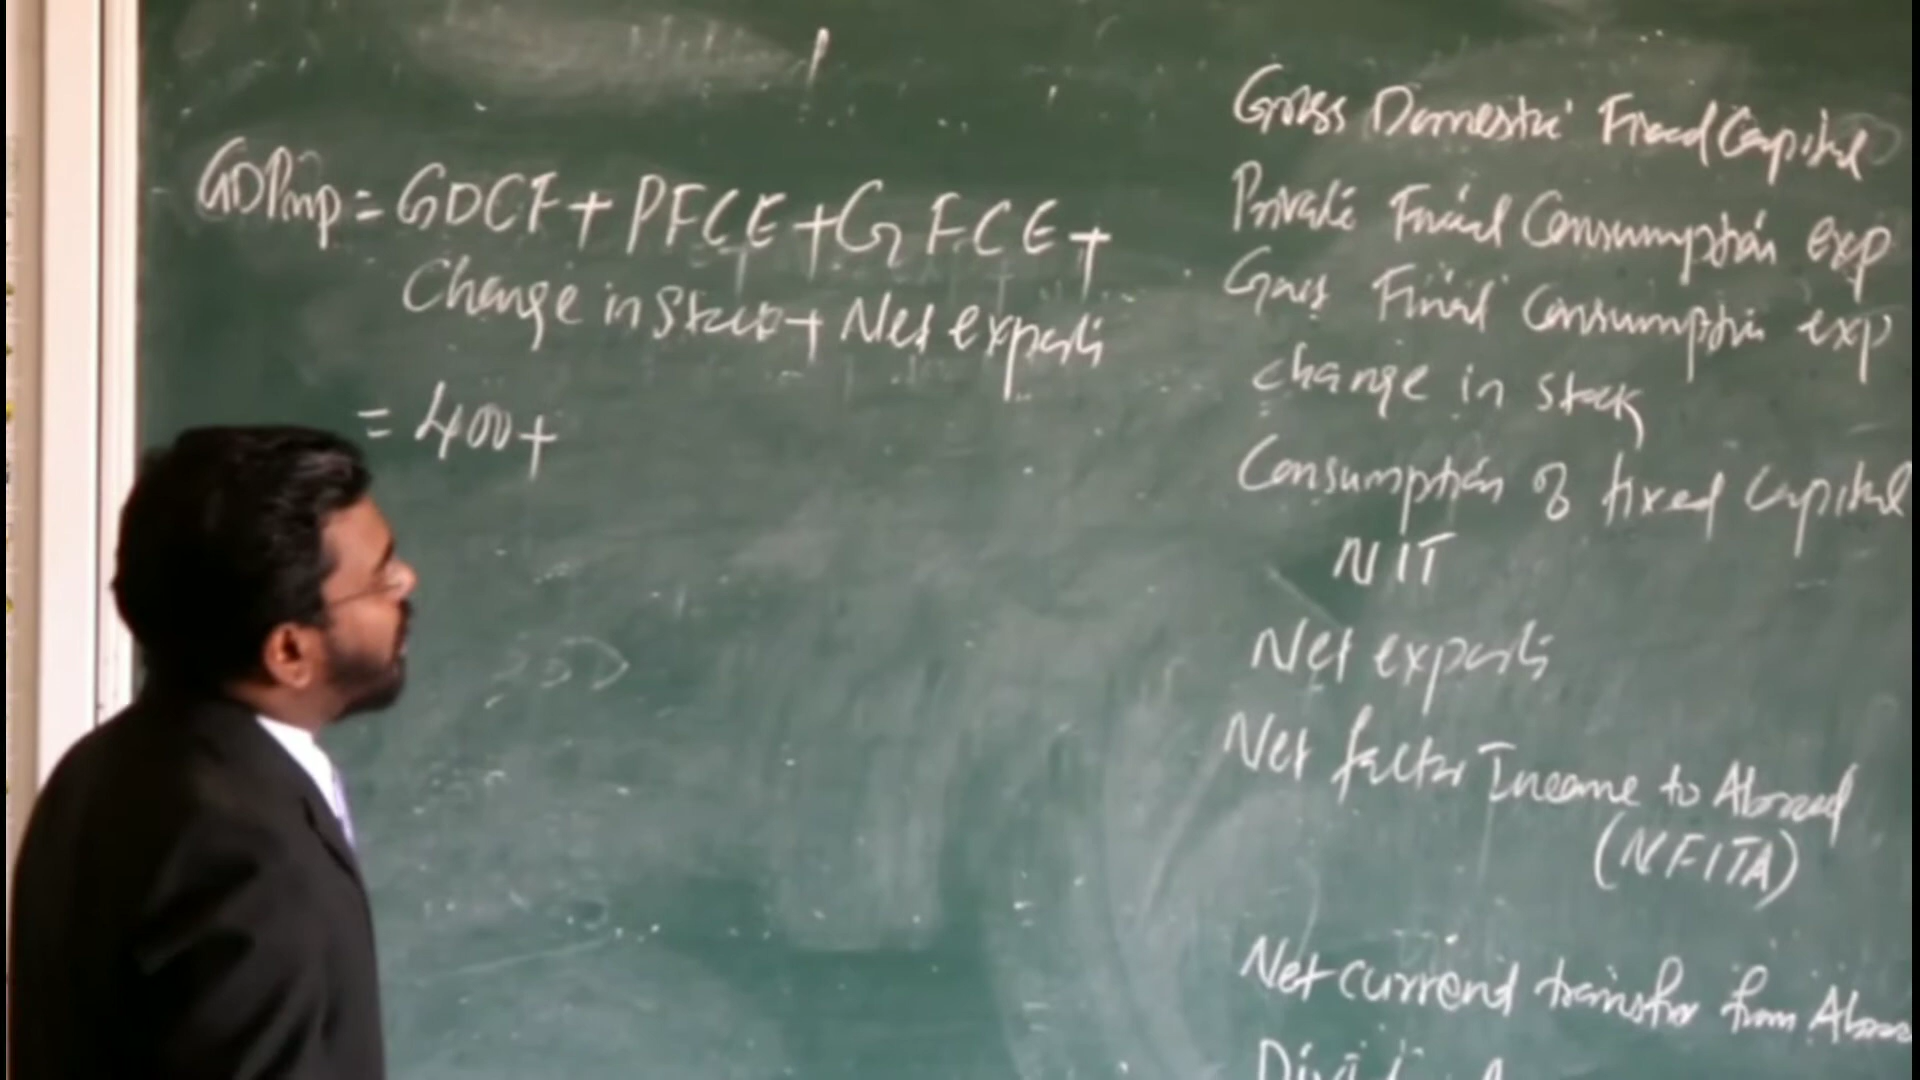 GDPmp = GDCF + PFCE + GFCE +
Change in Stock + Net exports
= 400 +
Gross Domestic Fixed Capital
Private Final Consumption exp
Final Consumption exp
change in stock
Consumption of fixed capital
NIT
Net exports
Net factor Income to Abroad
(NFITA)
Net current transfer from